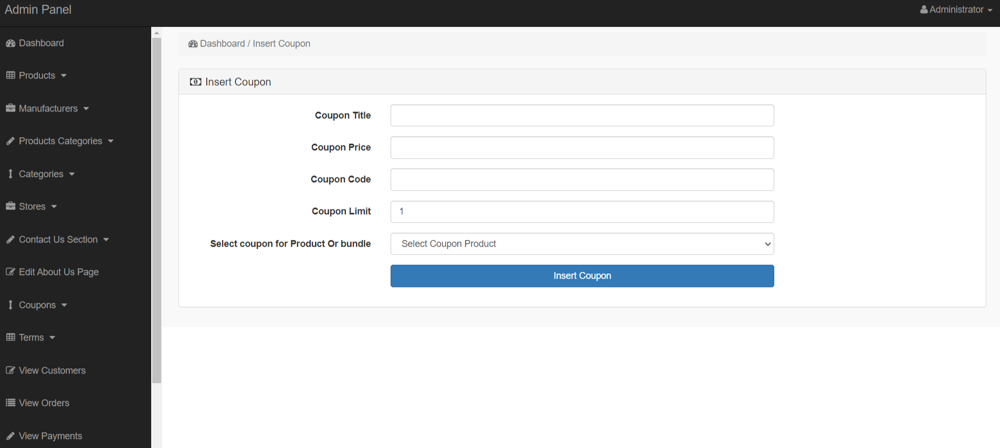 Admin Panel
Administrator
Dashboard
Products
Manufacturers
Products Categories
Categories
Stores
Contact Us Section
Edit About Us Page
Coupons
Terms
View Customers
View Orders
View Payments
Dashboard / Insert Coupon
Insert Coupon
Coupon Title
Coupon Price
Coupon Code
Coupon Limit
1
Select coupon for Product Or bundle
Select Coupon Product
Insert Coupon